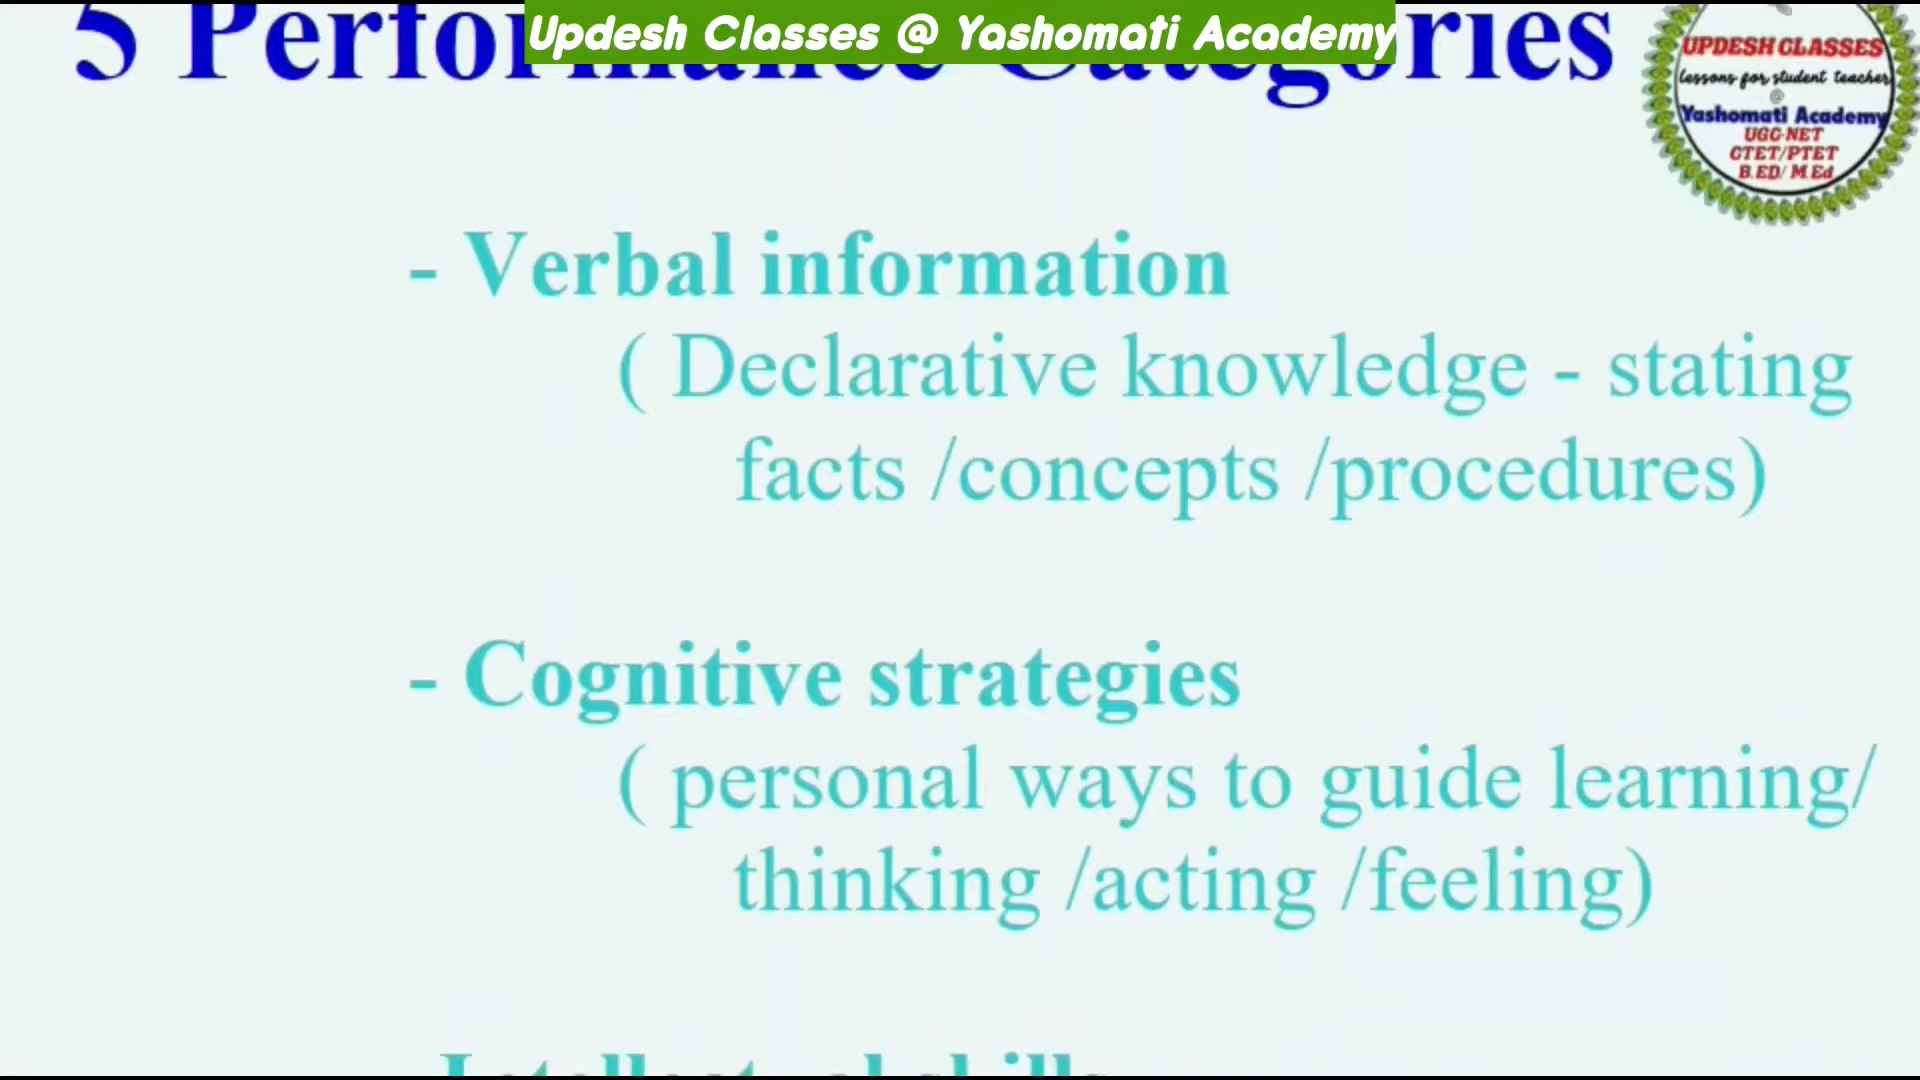 5 Performance Categories
Updesh Classes @ Yashomati Academy
UPDESH CLASSES
lessons for student teacher
@
Yashomati Academy
UGC-NET
CTET/PTET
B.ED/ M.Ed
- Verbal information
( Declarative knowledge - stating
facts /concepts /procedures)
- Cognitive strategies
( personal ways to guide learning/
thinking /acting /feeling)
Intellectual skills